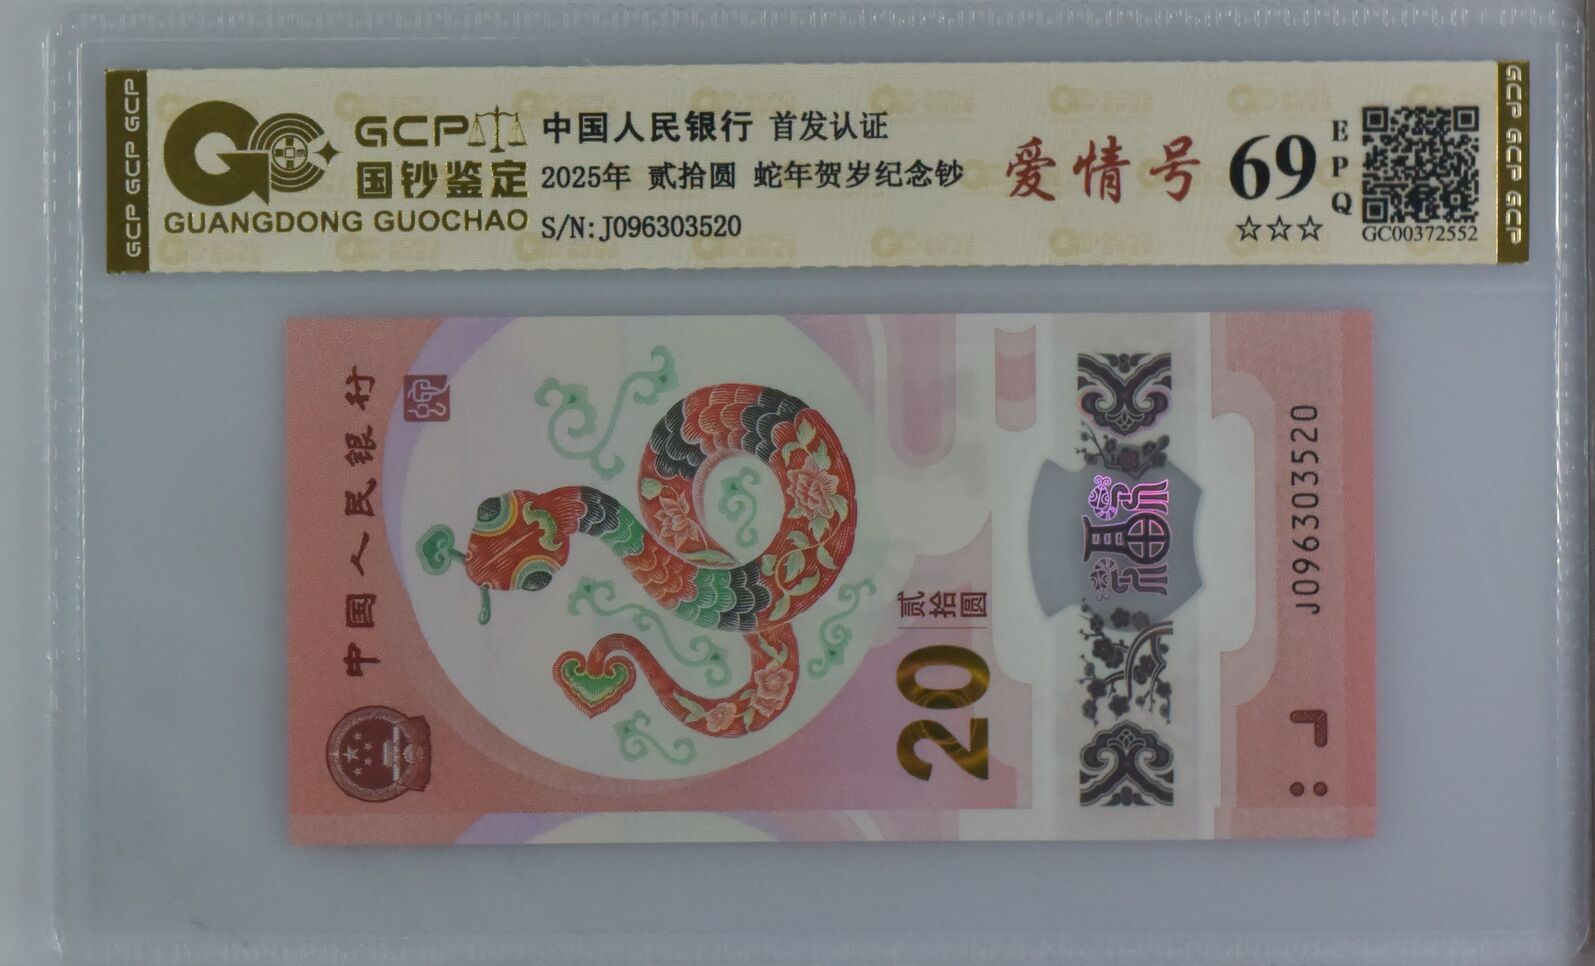 GCP GCP GCP
GCP
国钞鉴定
GUANGDONG GUOCHAO
中国人民银行 首发认证
2025年 贰拾圆 蛇年贺岁纪念钞
S/N:J096303520
爱情号
69
EPQ
☆☆☆
GC00372552
GCP GCP GCP
中国人民银行
贰拾圆
20
福
J096303520